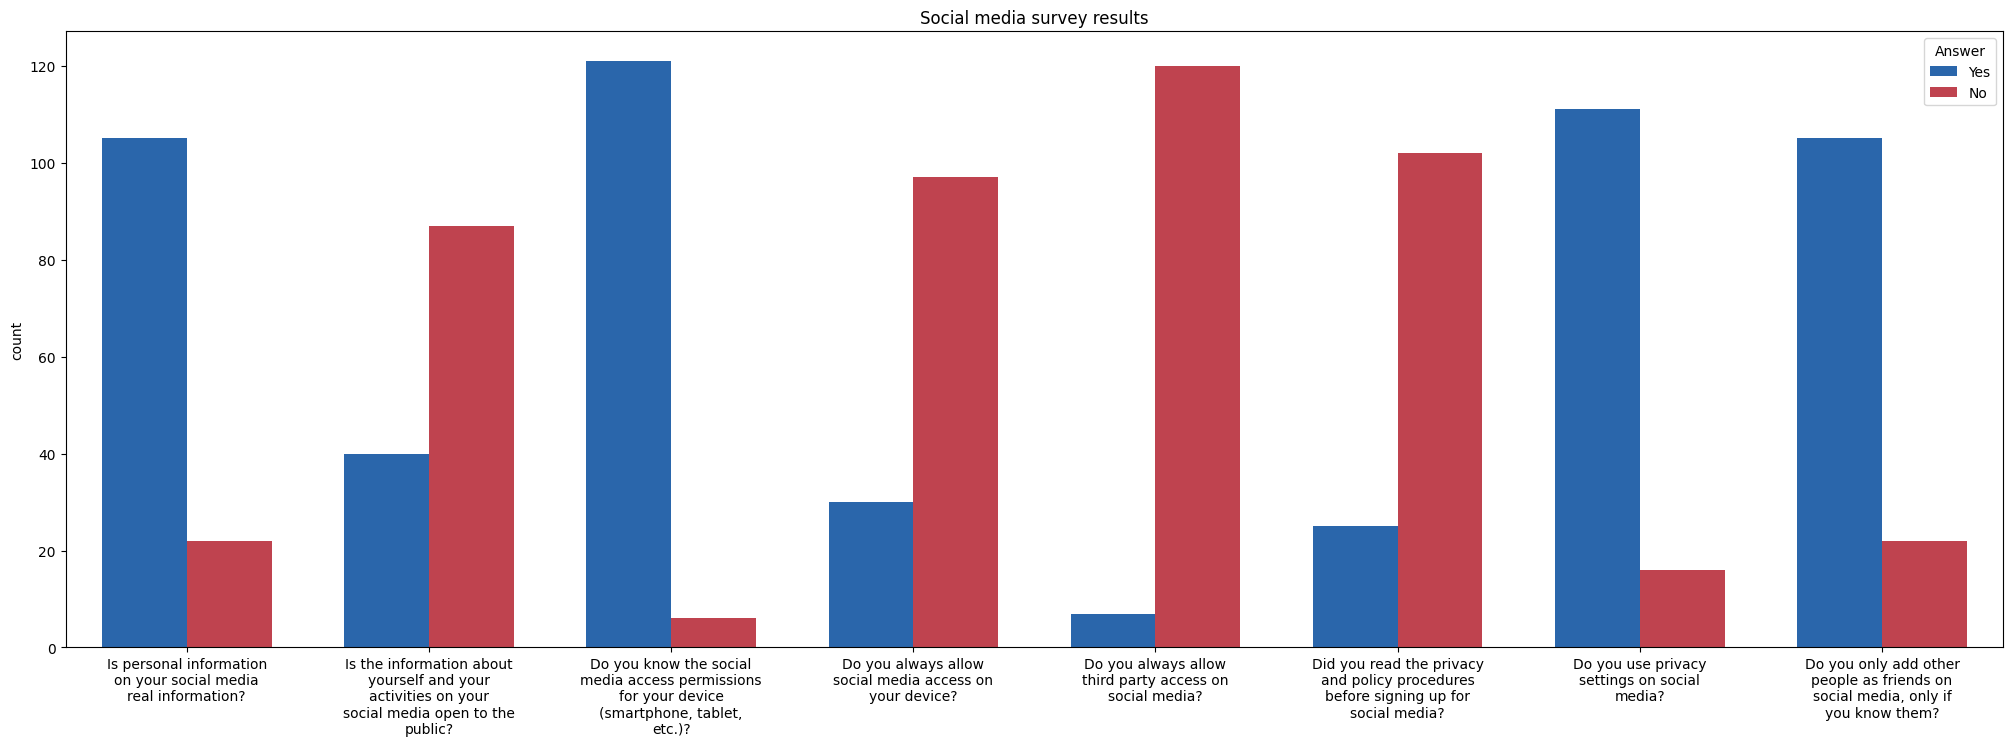 Social media survey results
Answer
Yes
No
count
120
100
80
60
40
20
0
Is personal information
on your social media
real information?
Is the information about
yourself and your
activities on your
social media open to the
public?
Do you know the social
media access permissions
for your device
(smartphone, tablet,
etc.)?
Do you always allow
social media access on
your device?
Do you always allow
third party access on
social media?
Did you read the privacy
and policy procedures
before signing up for
social media?
Do you use privacy
settings on social
media?
Do you only add other
people as friends on
social media, only if
you know them?